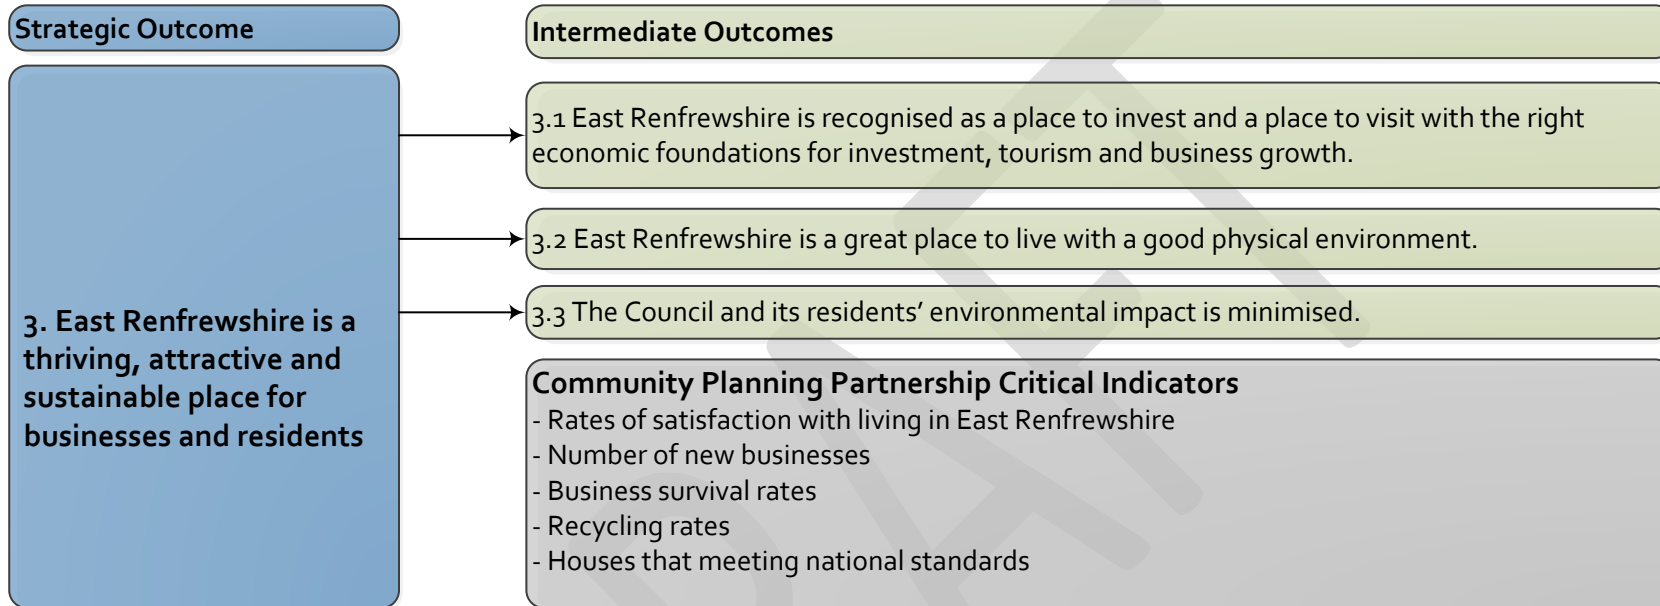 Strategic Outcome
Intermediate Outcomes
3. East Renfrewshire is a
thriving, attractive and
sustainable place for
businesses and residents
3.1 East Renfrewshire is recognised as a place to invest and a place to visit with the right
economic foundations for investment, tourism and business growth.
3.2 East Renfrewshire is a great place to live with a good physical environment.
3.3 The Council and its residents’ environmental impact is minimised.
Community Planning Partnership Critical Indicators
- Rates of satisfaction with living in East Renfrewshire
- Number of new businesses
- Business survival rates
- Recycling rates
- Houses that meeting national standards